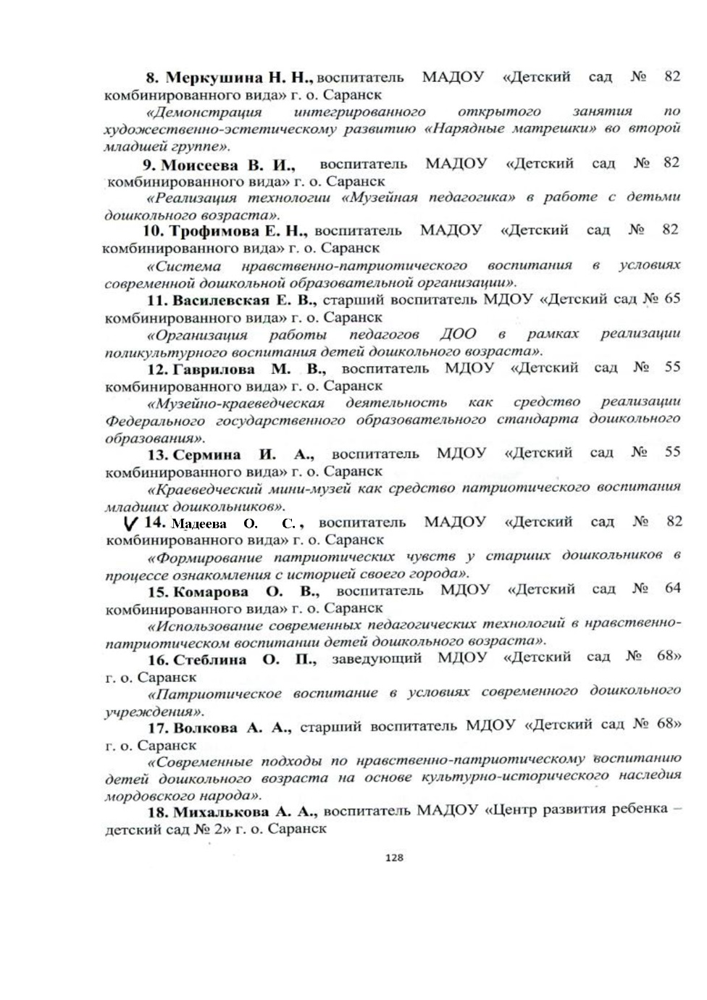 8. Меркушина Н. Н., воспитатель МАДОУ «Детский сад № 82
комбинированного вида» г. о. Саранск
«Демонстрация интегрированного открытого занятия по
художественно-эстетическому развитию «Нарядные матрешки» во второй
младшей группе».
9. Моисеева В. И., воспитатель МАДОУ «Детский сад № 82
комбинированного вида» г. о. Саранск
«Реализация технологии «Музейная педагогика» в работе с детьми
дошкольного возраста».
10. Трофимова Е. Н., воспитатель МАДОУ «Детский сад № 82
комбинированного вида» г. о. Саранск
«Система нравственно-патриотического воспитания в условиях
современной дошкольной образовательной организации».
11. Василевская Е. В., старший воспитатель МДОУ «Детский сад № 65
комбинированного вида» г. о. Саранск
«Организация работы педагогов ДОО в рамках реализации
поликультурного воспитания детей дошкольного возраста».
12. Гаврилова М. В., воспитатель МДОУ «Детский сад № 55
комбинированного вида» г. о. Саранск
«Музейно-краеведческая деятельность как средство реализации
Федерального государственного образовательного стандарта дошкольного
образования».
13. Сермина И. А., воспитатель МДОУ «Детский сад № 55
комбинированного вида» г. о. Саранск
«Краеведческий мини-музей как средство патриотического воспитания
младших дошкольников».
14. Мадеева О. С., воспитатель МАДОУ «Детский сад № 82
комбинированного вида» г. о. Саранск
«Формирование патриотических чувств у старших дошкольников в
процессе ознакомления с историей своего города».
15. Комарова О. В., воспитатель МДОУ «Детский сад № 64
комбинированного вида» г. о. Саранск
«Использование современных педагогических технологий в нравственно-
патриотическом воспитании детей дошкольного возраста».
16. Стеблина О. П., заведующий МДОУ «Детский сад № 68»
г. о. Саранск
«Патриотическое воспитание в условиях современного дошкольного
учреждения».
17. Волкова А. А., старший воспитатель МДОУ «Детский сад № 68»
г. о. Саранск
«Современные подходы по нравственно-патриотическому воспитанию
детей дошкольного возраста на основе культурно-исторического наследия
мордовского народа».
18. Михалькова А. А., воспитатель МАДОУ «Центр развития ребенка –
детский сад № 2» г. о. Саранск
128